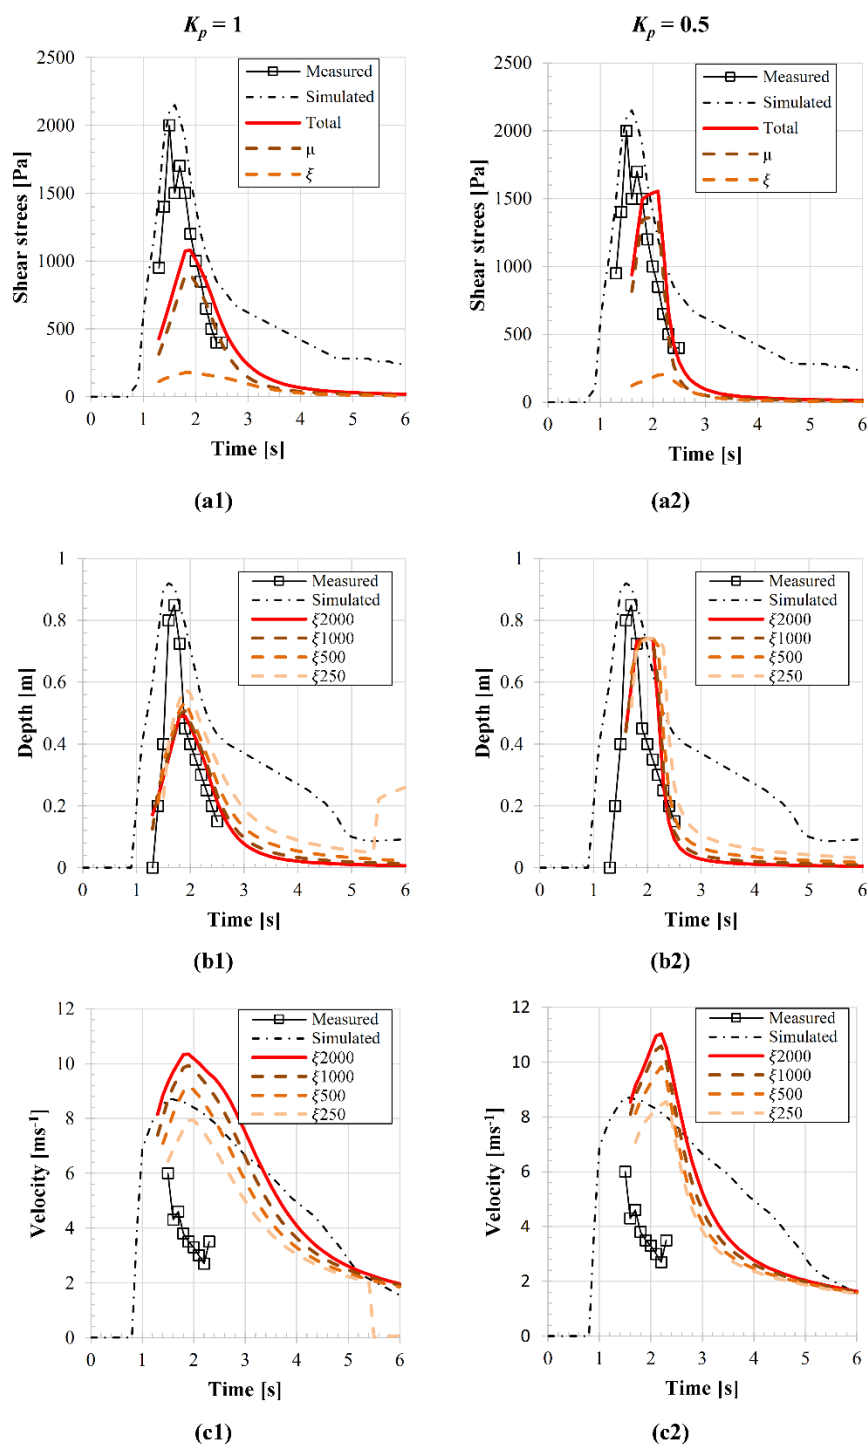 Kp = 1
Kp = 0.5
2500
2000
1500
1000
500
0
Shear strees [Pa]
Measured
Simulated
Total
μ
ξ
0 1 2 3 4 5 6
Time [s]
(a1)
2500
2000
1500
1000
500
0
Shear strees [Pa]
Measured
Simulated
Total
μ
ξ
0 1 2 3 4 5 6
Time [s]
(a2)
1
0.8
0.6
0.4
0.2
0
Depth [m]
Measured
Simulated
ξ2000
ξ1000
ξ500
ξ250
0 1 2 3 4 5 6
Time [s]
(b1)
1
0.8
0.6
0.4
0.2
0
Depth [m]
Measured
Simulated
ξ2000
ξ1000
ξ500
ξ250
0 1 2 3 4 5 6
Time [s]
(b2)
12
10
8
6
4
2
0
Velocity [ms-1]
Measured
Simulated
ξ2000
ξ1000
ξ500
ξ250
0 1 2 3 4 5 6
Time [s]
(c1)
12
10
8
6
4
2
0
Velocity [ms-1]
Measured
Simulated
ξ2000
ξ1000
ξ500
ξ250
0 1 2 3 4 5 6
Time [s]
(c2)